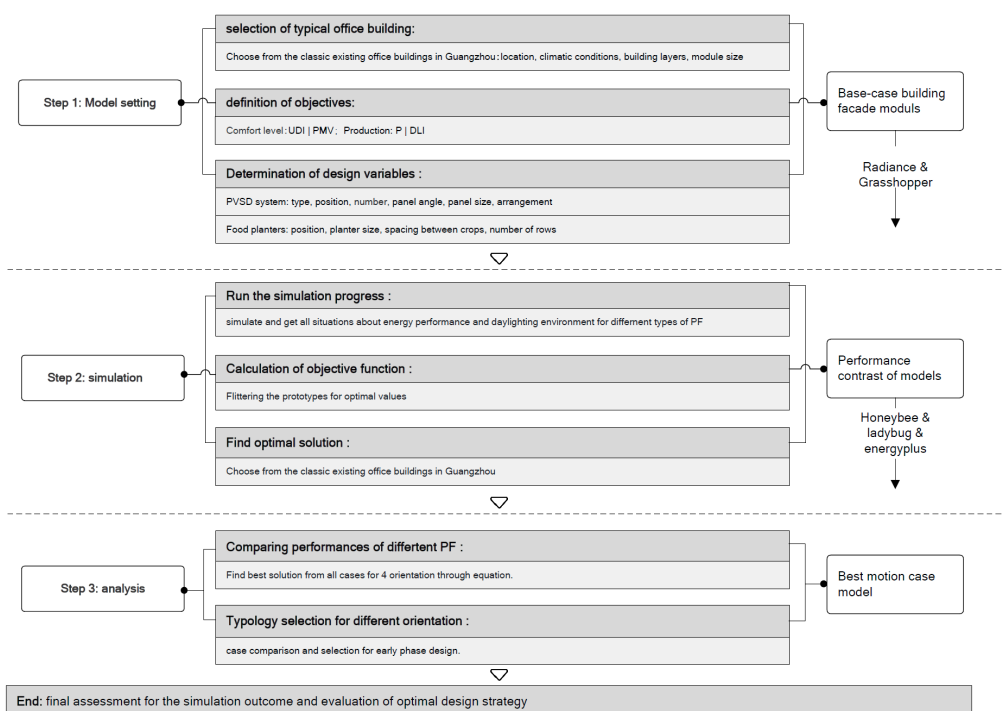 selection of typical office building:
Choose from the classic existing office buildings in Guangzhou: location, climatic conditions, building layers, module size
Step 1: Model setting
definition of objectives:
Comfort level: UDI | PMV; Production: P | DLI
Base-case building
facade moduls
Determination of design variables :
PVSD system: type, position, number, panel angle, panel size, arrangement
Food planters: position, planter size, spacing between crops, number of rows
Radiance &
Grasshopper
Run the simulation progress :
simulate and get all situations about energy performance and daylighting environment for differnent types of PF
Step 2: simulation
Calculation of objective function :
Flittering the prototypes for optimal values
Performance
contrast of models
Find optimal solution :
Choose from the classic existing office buildings in Guangzhou
Honeybee &
ladybug &
energyplus
Comparing performances of differtent PF :
Find best solution from all cases for 4 orientation through equation.
Step 3: analysis
Typology selection for different orientation :
case comparison and selection for early phase design.
Best motion case
model
End: final assessment for the simulation outcome and evaluation of optimal design strategy